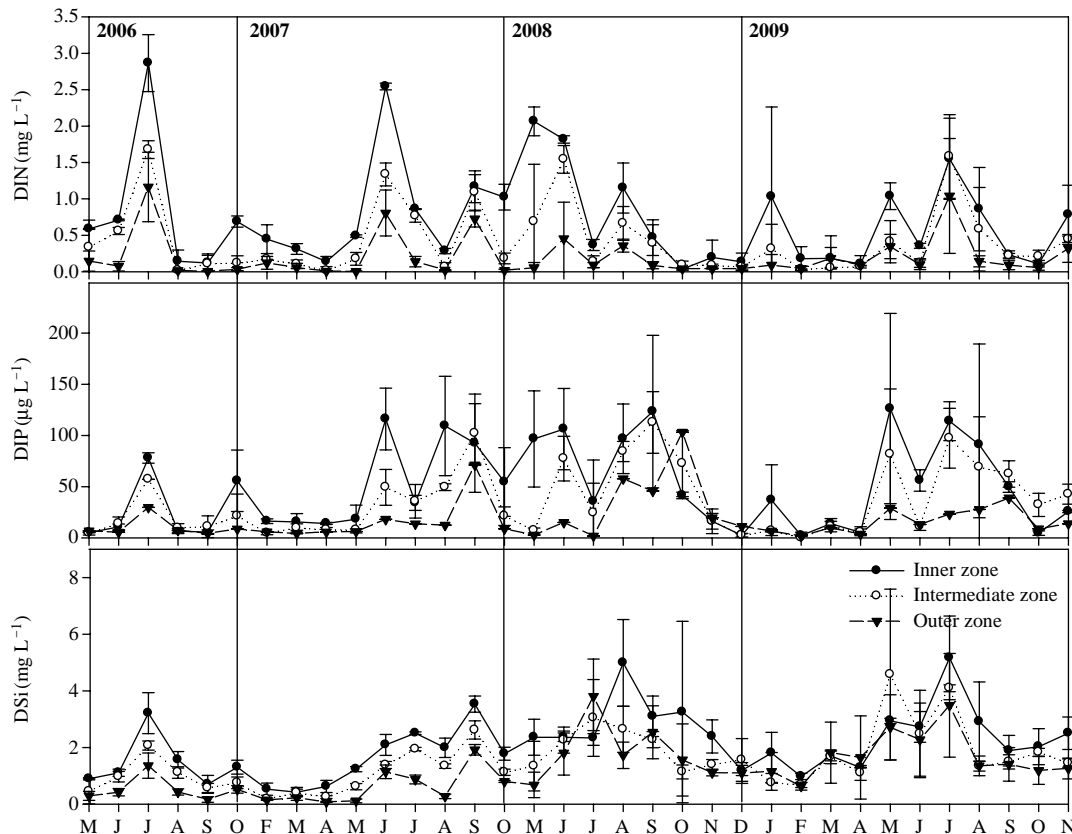 2006 2007 2008 2009
3.5
3.0
2.5
2.0
1.5
1.0
0.5
0.0
DIN (mg L⁻¹)
200
150
100
50
0
DIP (µg L⁻¹)
8
6
4
2
0
DSi (mg L⁻¹)
Inner zone
Intermediate zone
Outer zone
M J J A S O F M A M J J A S O M J J A S O N D J F M A M J J A S O N